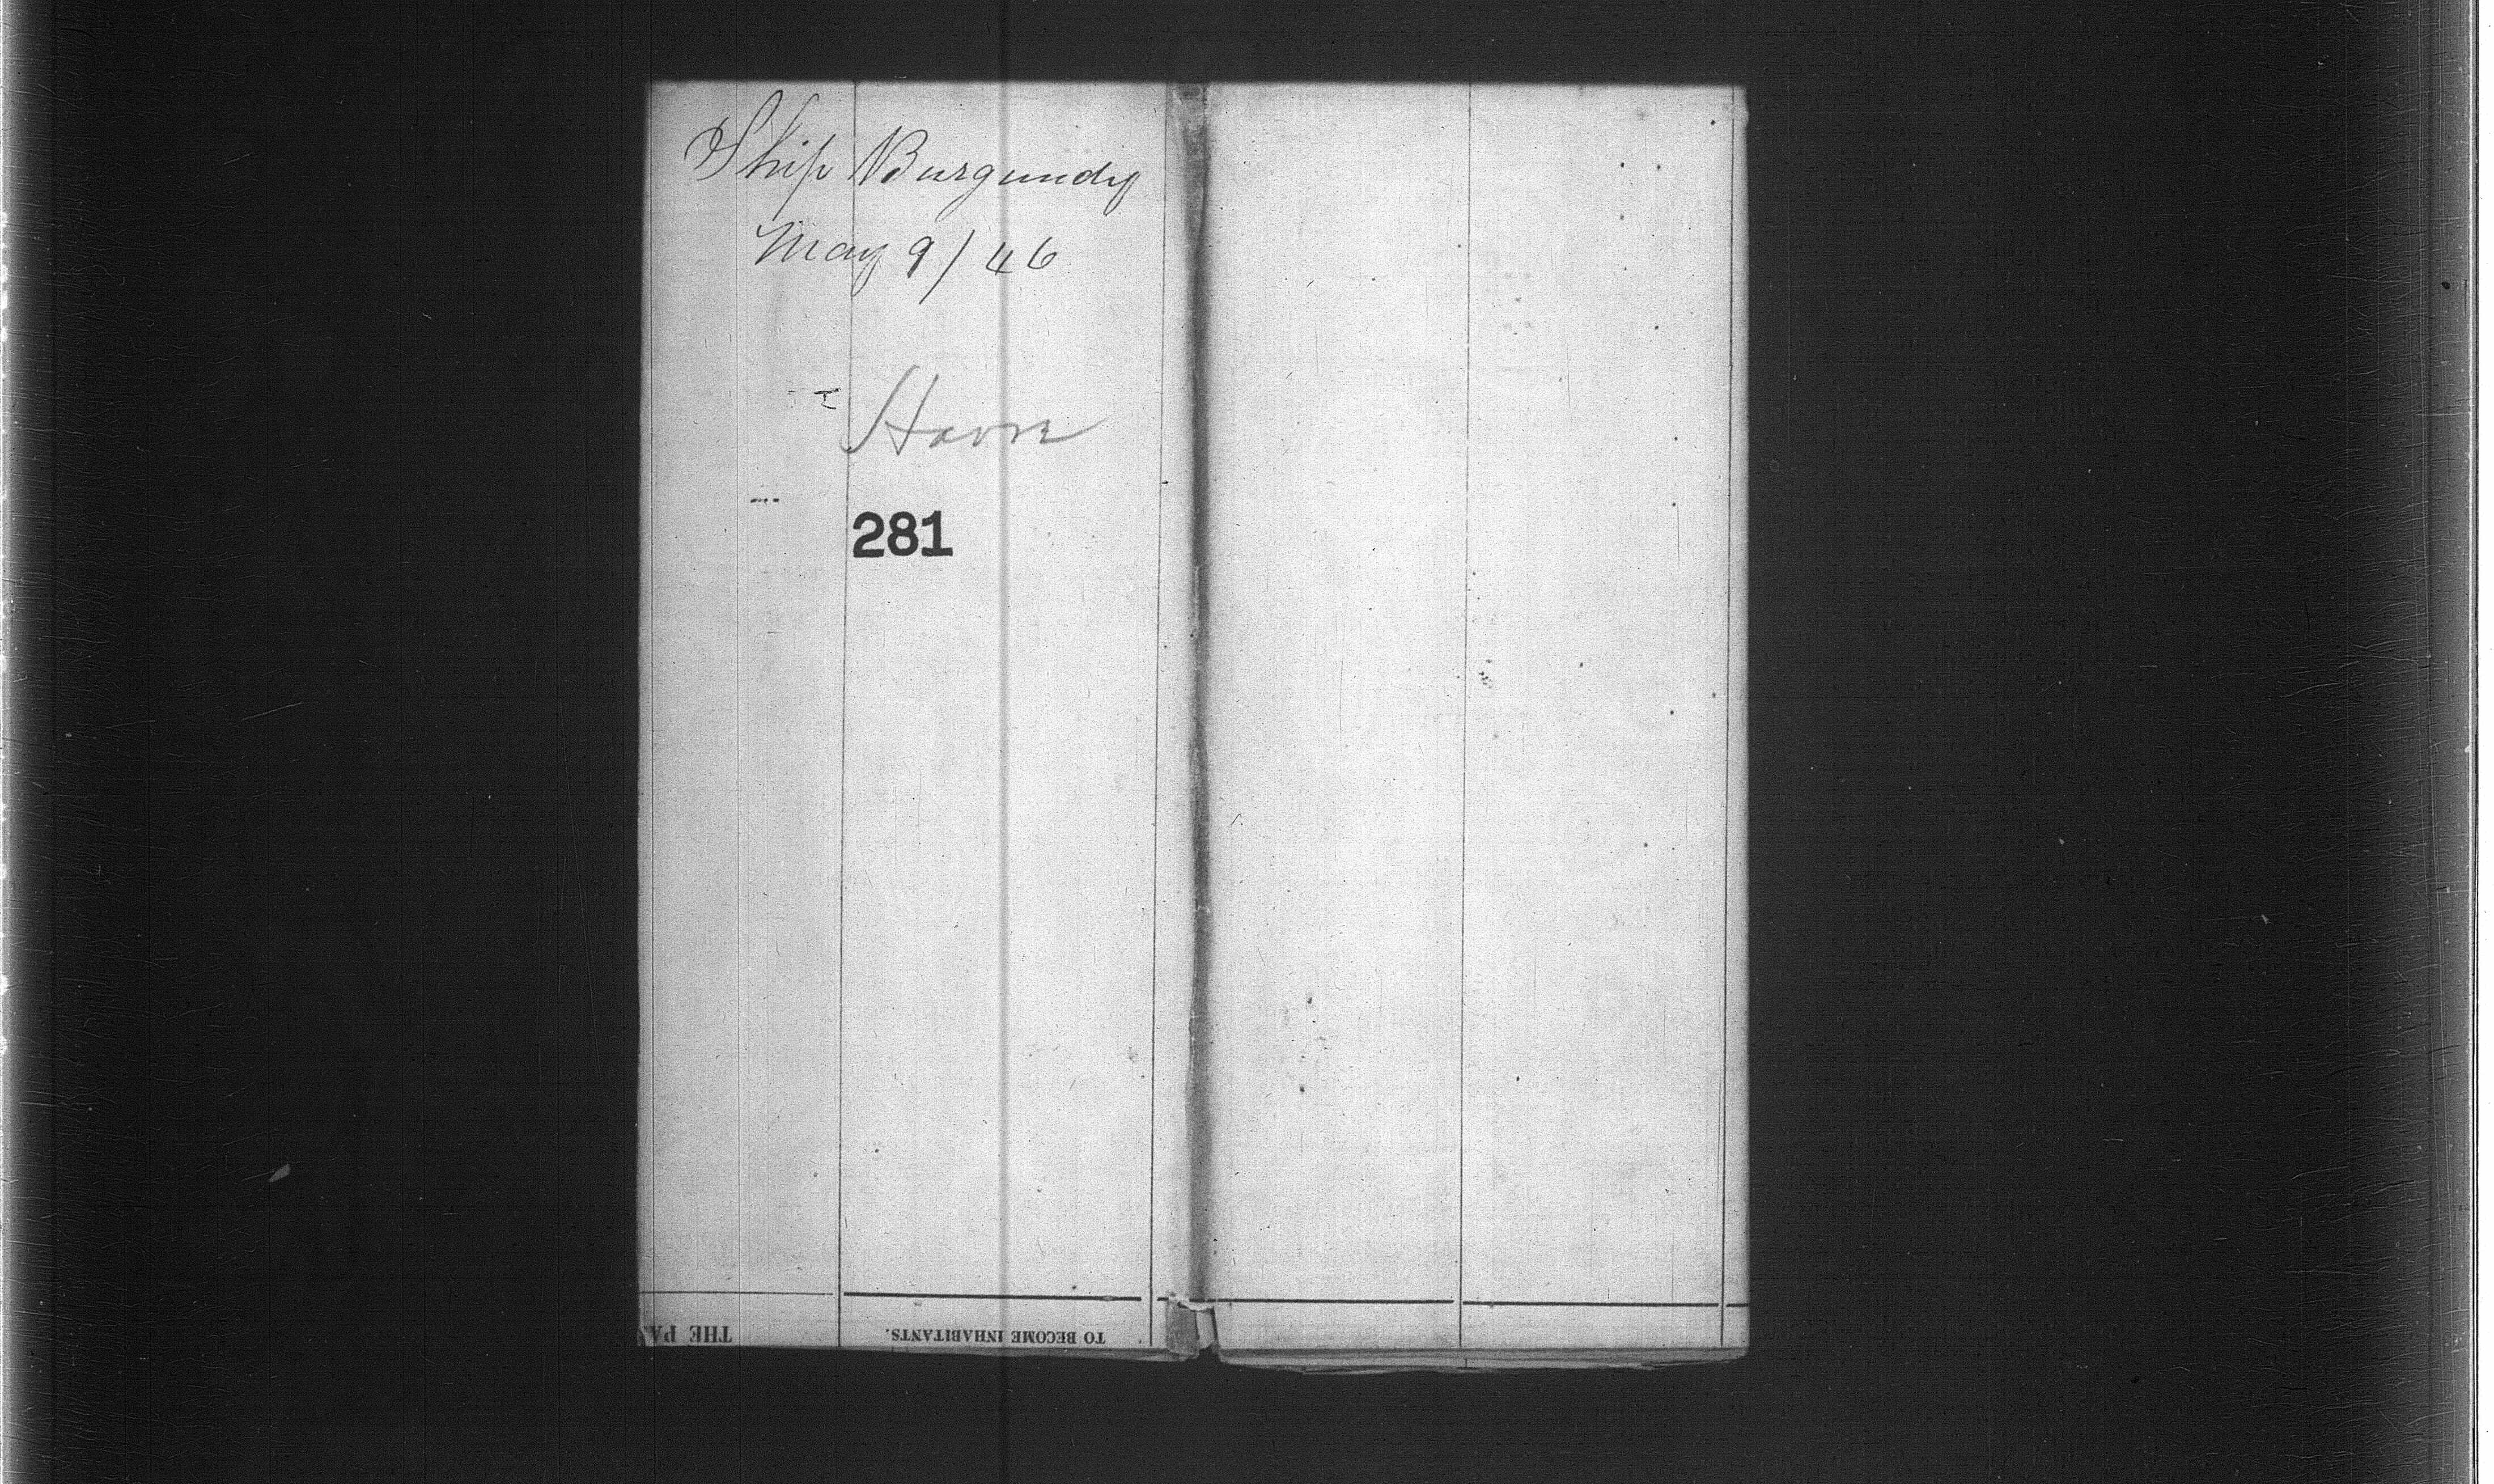 Ship Burgundy
May 9/46
Havre
281
THE PA
TO BECOME INHABITANTS.